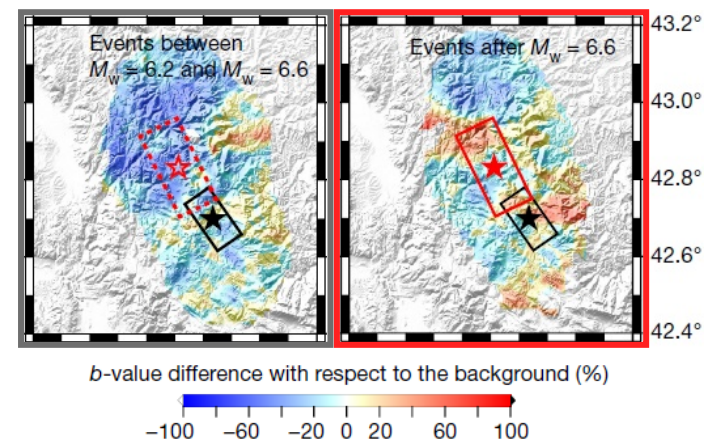 Events between
Mw = 6.2 and Mw = 6.6
Events after Mw = 6.6
43.2°
43.0°
42.8°
42.6°
42.4°
b-value difference with respect to the background (%)
−100 −60 −20 0 20 60 100